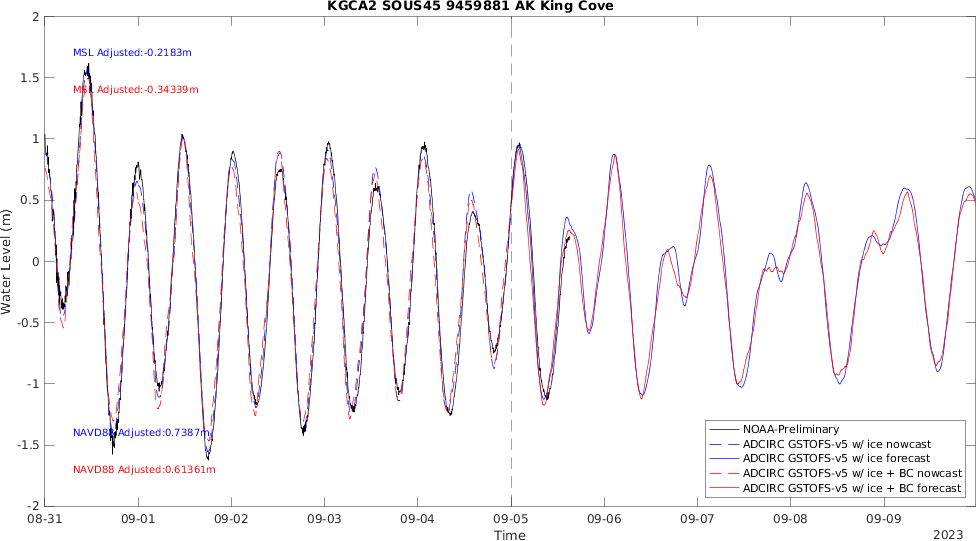 KGCA2 SOUS45 9459881 AK King Cove
2
1.5
1
0.5
0
-0.5
-1
-1.5
-2
Water Level (m)
MSL Adjusted:-0.2183m
MSL Adjusted:-0.34339m
NAVD88 Adjusted:0.7387m
NAVD88 Adjusted:0.61361m
NOAA-Preliminary
ADCIRC GSTOFS-v5 w/ ice nowcast
ADCIRC GSTOFS-v5 w/ ice forecast
ADCIRC GSTOFS-v5 w/ ice + BC nowcast
ADCIRC GSTOFS-v5 w/ ice + BC forecast
08-31 09-01 09-02 09-03 09-04 09-05 09-06 09-07 09-08 09-09
Time
2023